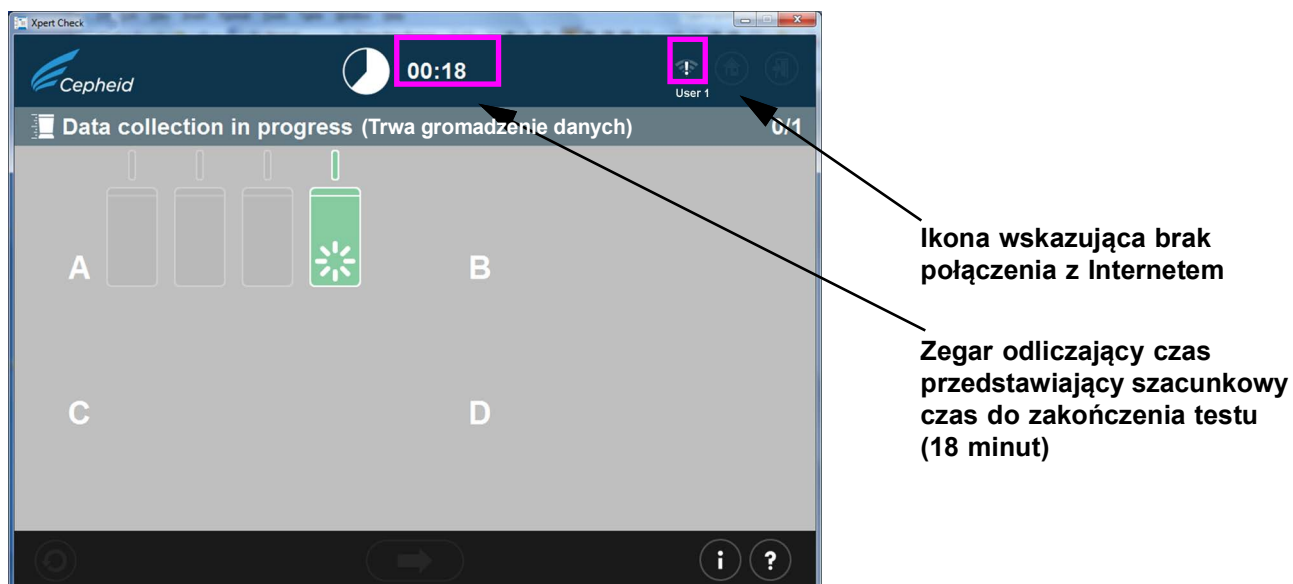 Xpert Check
Cepheid
00:18
!
User 1
Data collection in progress (Trwa gromadzenie danych)
0/1
A
B
C
D
i
?
Ikona wskazująca brak
połączenia z Internetem
Zegar odliczający czas
przedstawiający szacunkowy
czas do zakończenia testu
(18 minut)